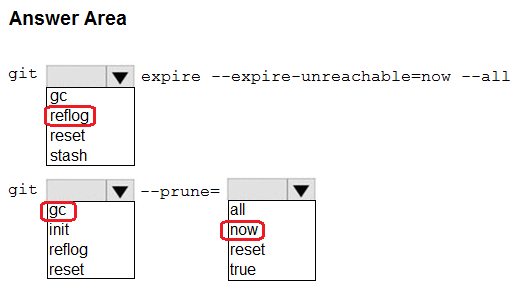 Answer Area
git expire --expire-unreachable=now --all
gc
reflog
reset
stash
git --prune=
gc
init
reflog
reset
all
now
reset
true